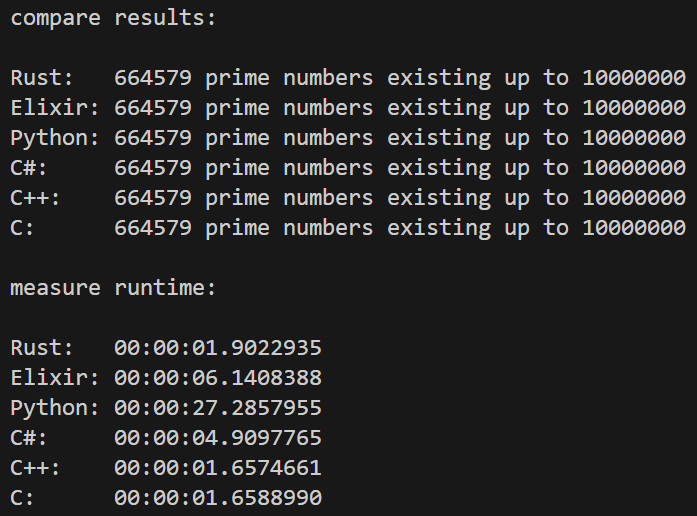 compare results:
Rust: 664579 prime numbers existing up to 10000000
Elixir: 664579 prime numbers existing up to 10000000
Python: 664579 prime numbers existing up to 10000000
C#: 664579 prime numbers existing up to 10000000
C++: 664579 prime numbers existing up to 10000000
C: 664579 prime numbers existing up to 10000000
measure runtime:
Rust: 00:00:01.9022935
Elixir: 00:00:06.1408388
Python: 00:00:27.2857955
C#: 00:00:04.9097765
C++: 00:00:01.6574661
C: 00:00:01.6588990